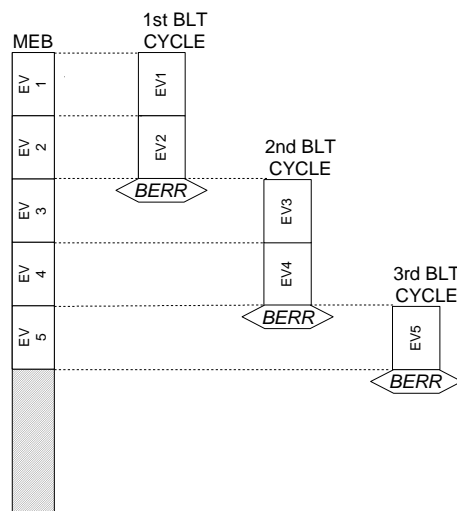 1st BLT
CYCLE
MEB
EV 1
EV1
EV 2
EV2
BERR
2nd BLT
CYCLE
EV 3
EV3
EV 4
EV4
BERR
3rd BLT
CYCLE
EV 5
EV5
BERR